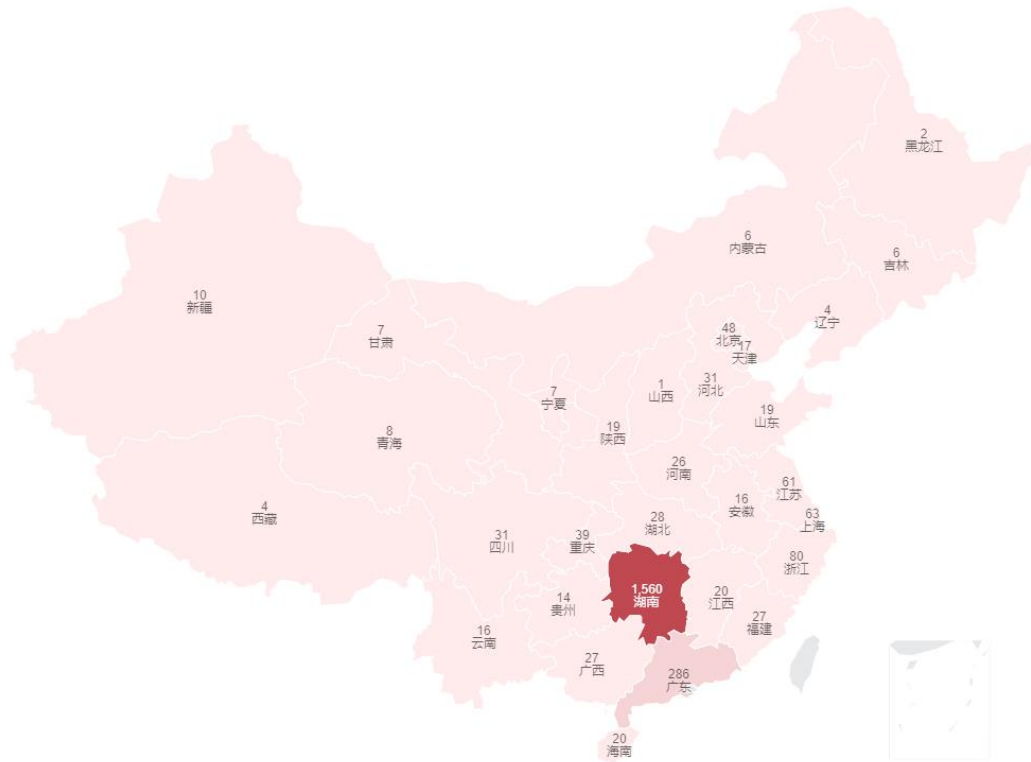 2
黑龙江
6
内蒙古
6
吉林
10
新疆
4
辽宁
7
甘肃
48
北京
17
天津
1
山西
31
河北
7
宁夏
19
山东
19
陕西
8
青海
26
河南
61
江苏
16
安徽
4
西藏
63
上海
28
湖北
31
四川
39
重庆
80
浙江
1,560
湖南
20
江西
14
贵州
27
福建
16
云南
27
广西
286
广东
20
海南